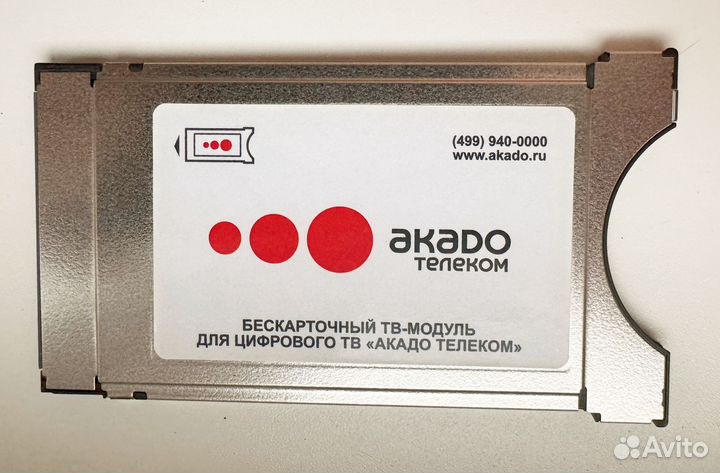 (499) 940-0000
www.akado.ru
акадо
телеком
БЕСКАРТОЧНЫЙ ТВ-МОДУЛЬ
ДЛЯ ЦИФРОВОГО ТВ «АКАДО ТЕЛЕКОМ»
Avito